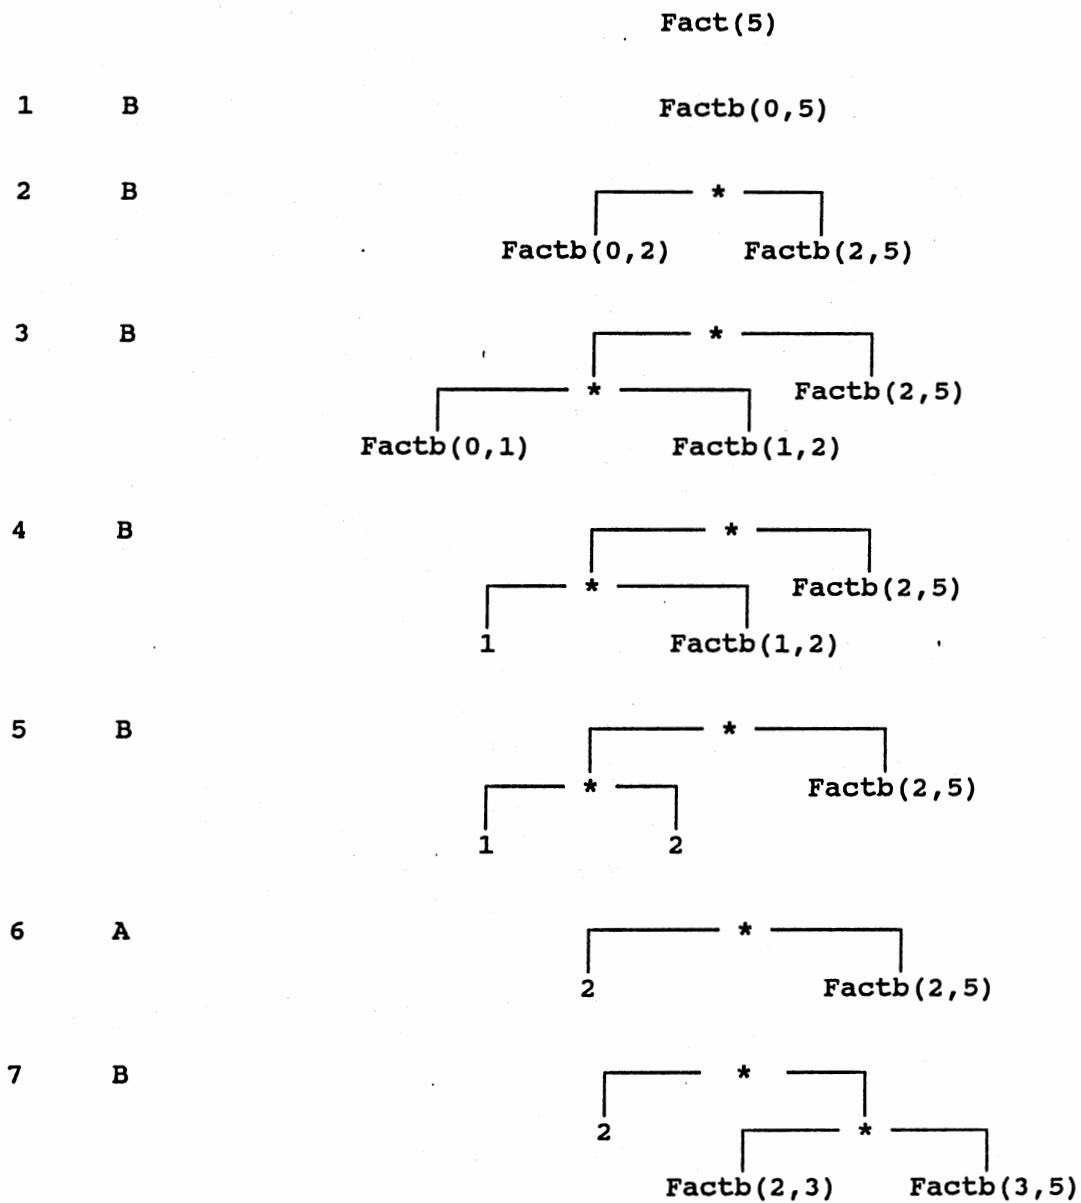 Fact(5)
1 B Factb(0,5)
2 B *
Factb(0,2) Factb(2,5)
3 B *
* Factb(2,5)
Factb(0,1) Factb(1,2)
4 B *
* Factb(2,5)
1 Factb(1,2)
5 B *
* Factb(2,5)
1 2
6 A *
2 Factb(2,5)
7 B *
2 *
Factb(2,3) Factb(3,5)